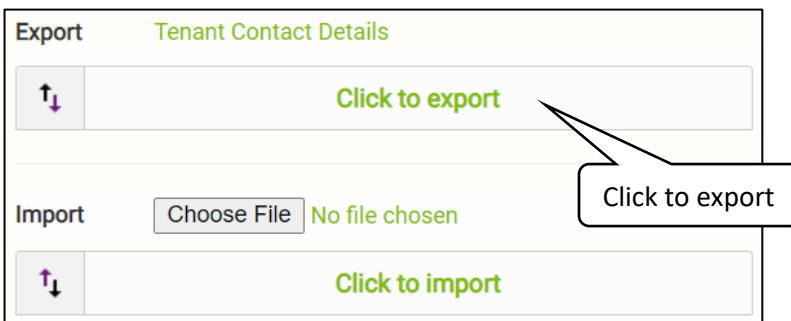 Export Tenant Contact Details
Click to export
Click to export
Import Choose File No file chosen
Click to import